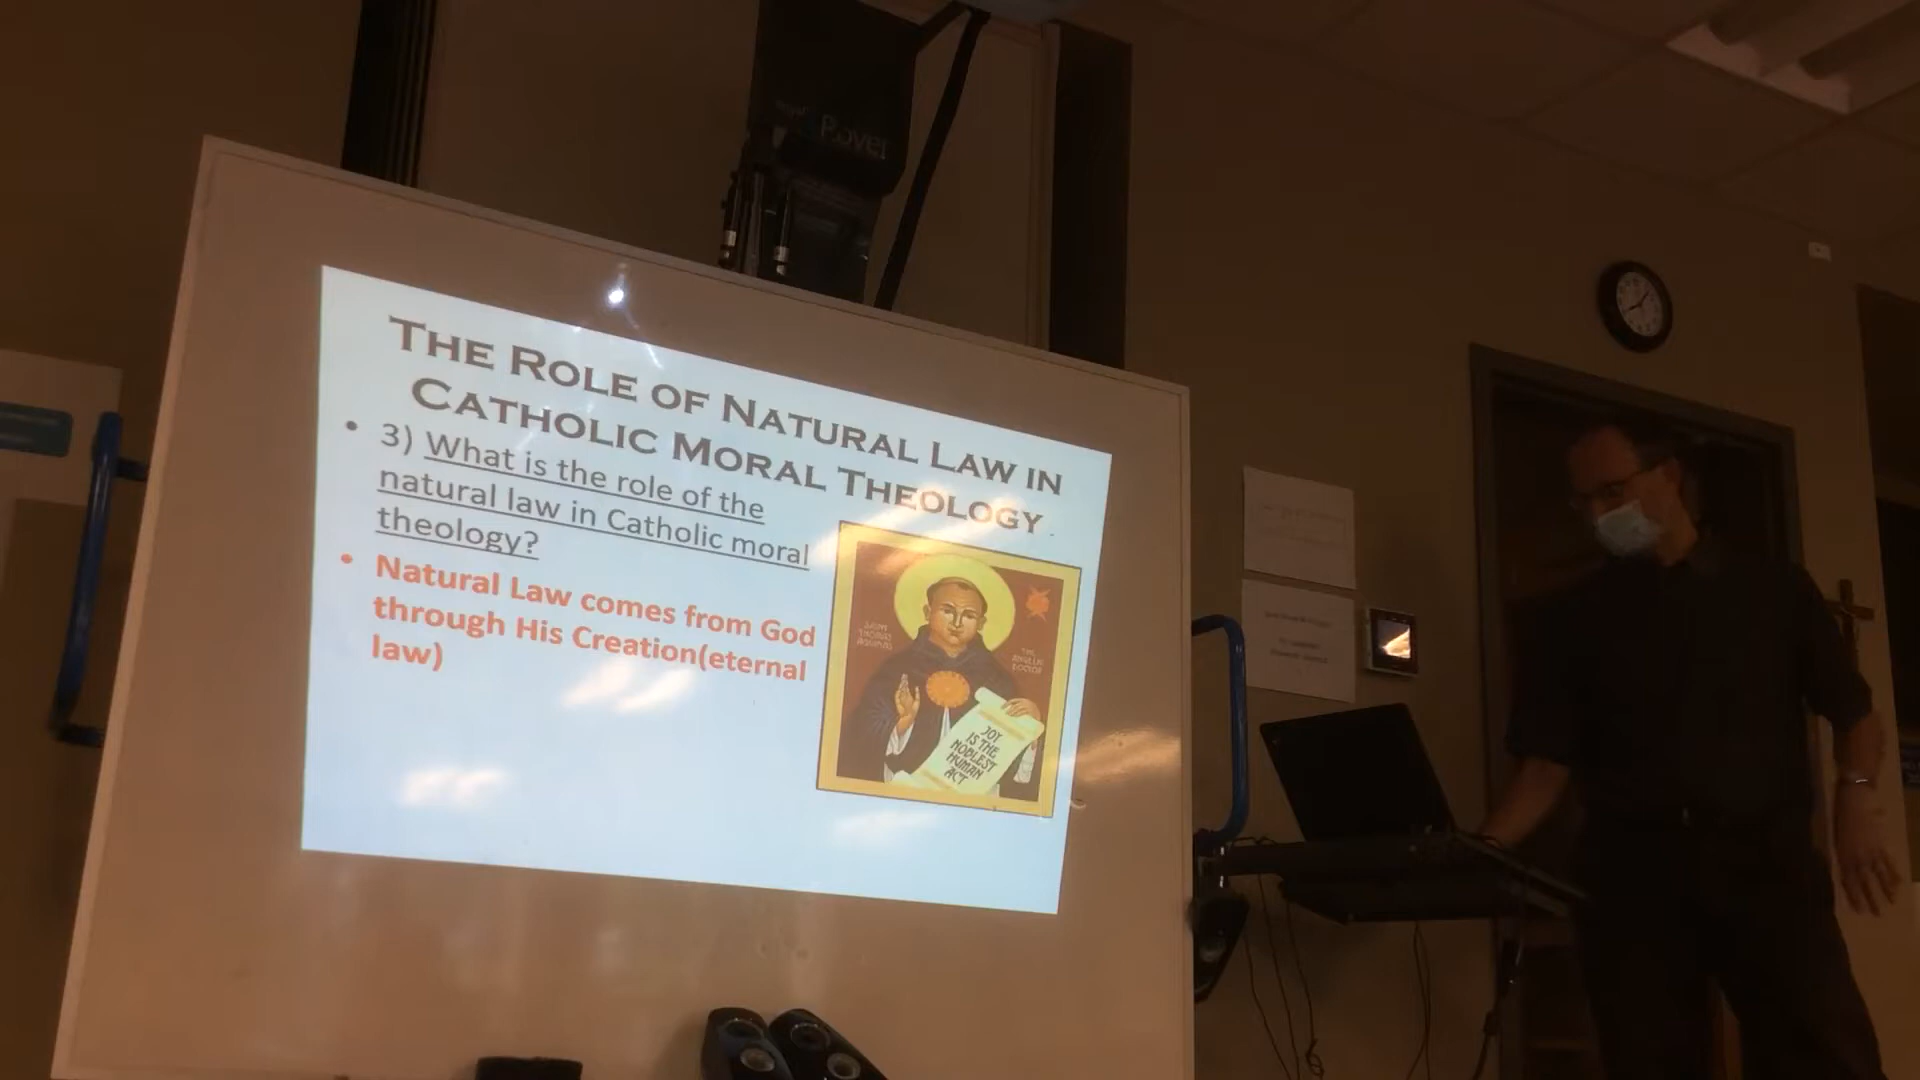 Rover
THE ROLE OF NATURAL LAW IN
CATHOLIC MORAL THEOLOGY
• 3) What is the role of the
natural law in Catholic moral
theology?
• Natural Law comes from God
through His Creation(eternal
law)
SAINT
THOMAS
AQUINAS
THE
ANGELIC
DOCTOR
JOY
IS THE
NOBLEST
HUMAN
ACT